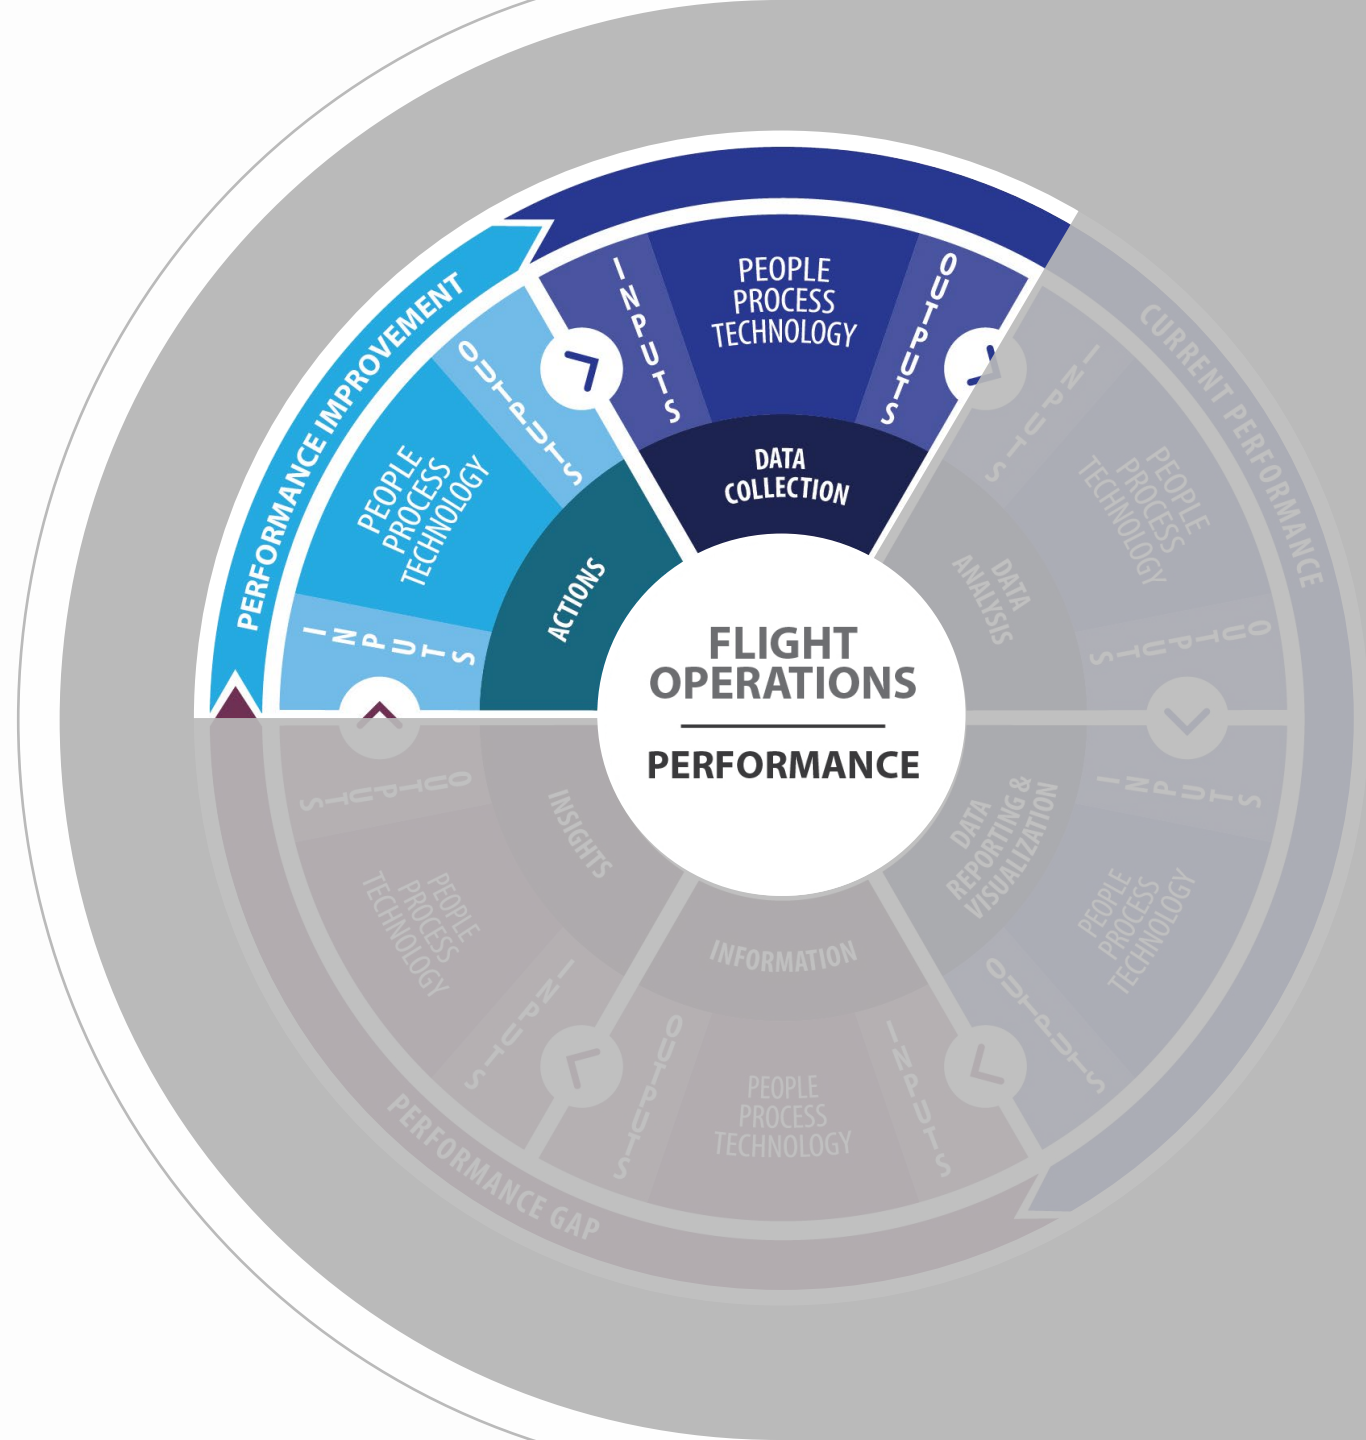 FLIGHT
OPERATIONS
PERFORMANCE
DATA
COLLECTION
INPUTS
PEOPLE
PROCESS
TECHNOLOGY
OUTPUTS
CURRENT PERFORMANCE
DATA
ANALYSIS
INPUTS
PEOPLE
PROCESS
TECHNOLOGY
OUTPUTS
DATA
REPORTING &
VISUALIZATION
INPUTS
PEOPLE
PROCESS
TECHNOLOGY
OUTPUTS
PERFORMANCE GAP
INFORMATION
INPUTS
PEOPLE
PROCESS
TECHNOLOGY
OUTPUTS
INSIGHTS
INPUTS
PEOPLE
PROCESS
TECHNOLOGY
OUTPUTS
PERFORMANCE IMPROVEMENT
ACTIONS
INPUTS
PEOPLE
PROCESS
TECHNOLOGY
OUTPUTS